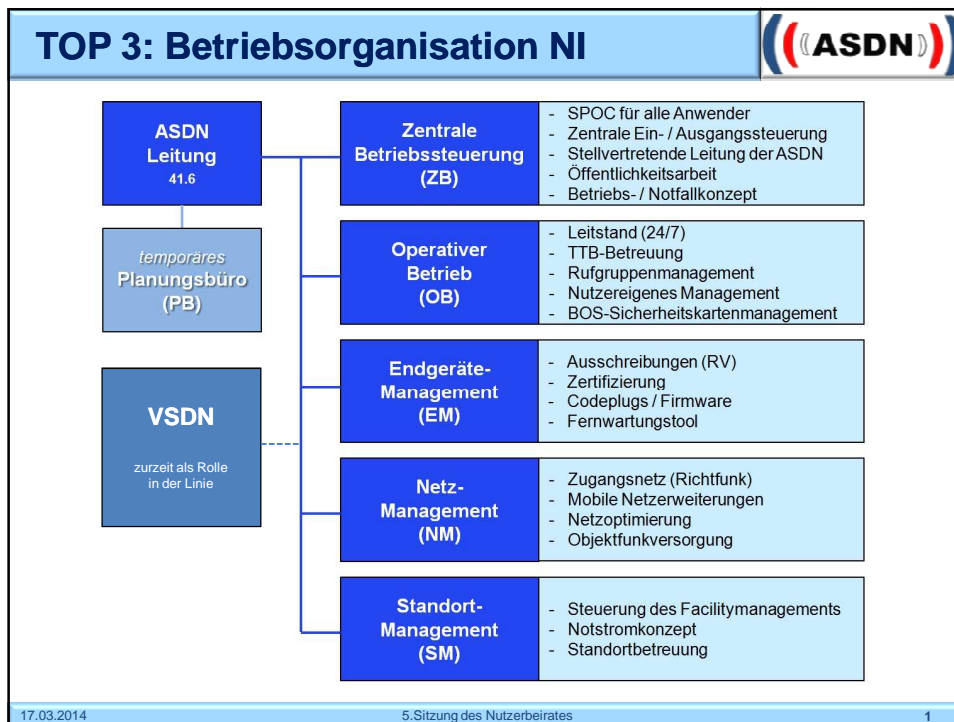 TOP 3: Betriebsorganisation NI
((ASDN))
ASDN
Leitung
41.6
temporäres
Planungsbüro
(PB)
VSDN
zurzeit als Rolle
in der Linie
Zentrale
Betriebssteuerung
(ZB)
- SPOC für alle Anwender
- Zentrale Ein- / Ausgangssteuerung
- Stellvertretende Leitung der ASDN
- Öffentlichkeitsarbeit
- Betriebs- / Notfallkonzept
Operativer
Betrieb
(OB)
- Leitstand (24/7)
- TTB-Betreuung
- Rufgruppenmanagement
- Nutzereigenes Management
- BOS-Sicherheitskartenmanagement
Endgeräte-
Management
(EM)
- Ausschreibungen (RV)
- Zertifizierung
- Codeplugs / Firmware
- Fernwartungstool
Netz-
Management
(NM)
- Zugangsnetz (Richtfunk)
- Mobile Netzerweiterungen
- Netzoptimierung
- Objektfunkversorgung
Standort-
Management
(SM)
- Steuerung des Facilitymanagements
- Notstromkonzept
- Standortbetreuung
17.03.2014
5.Sitzung des Nutzerbeirates
1